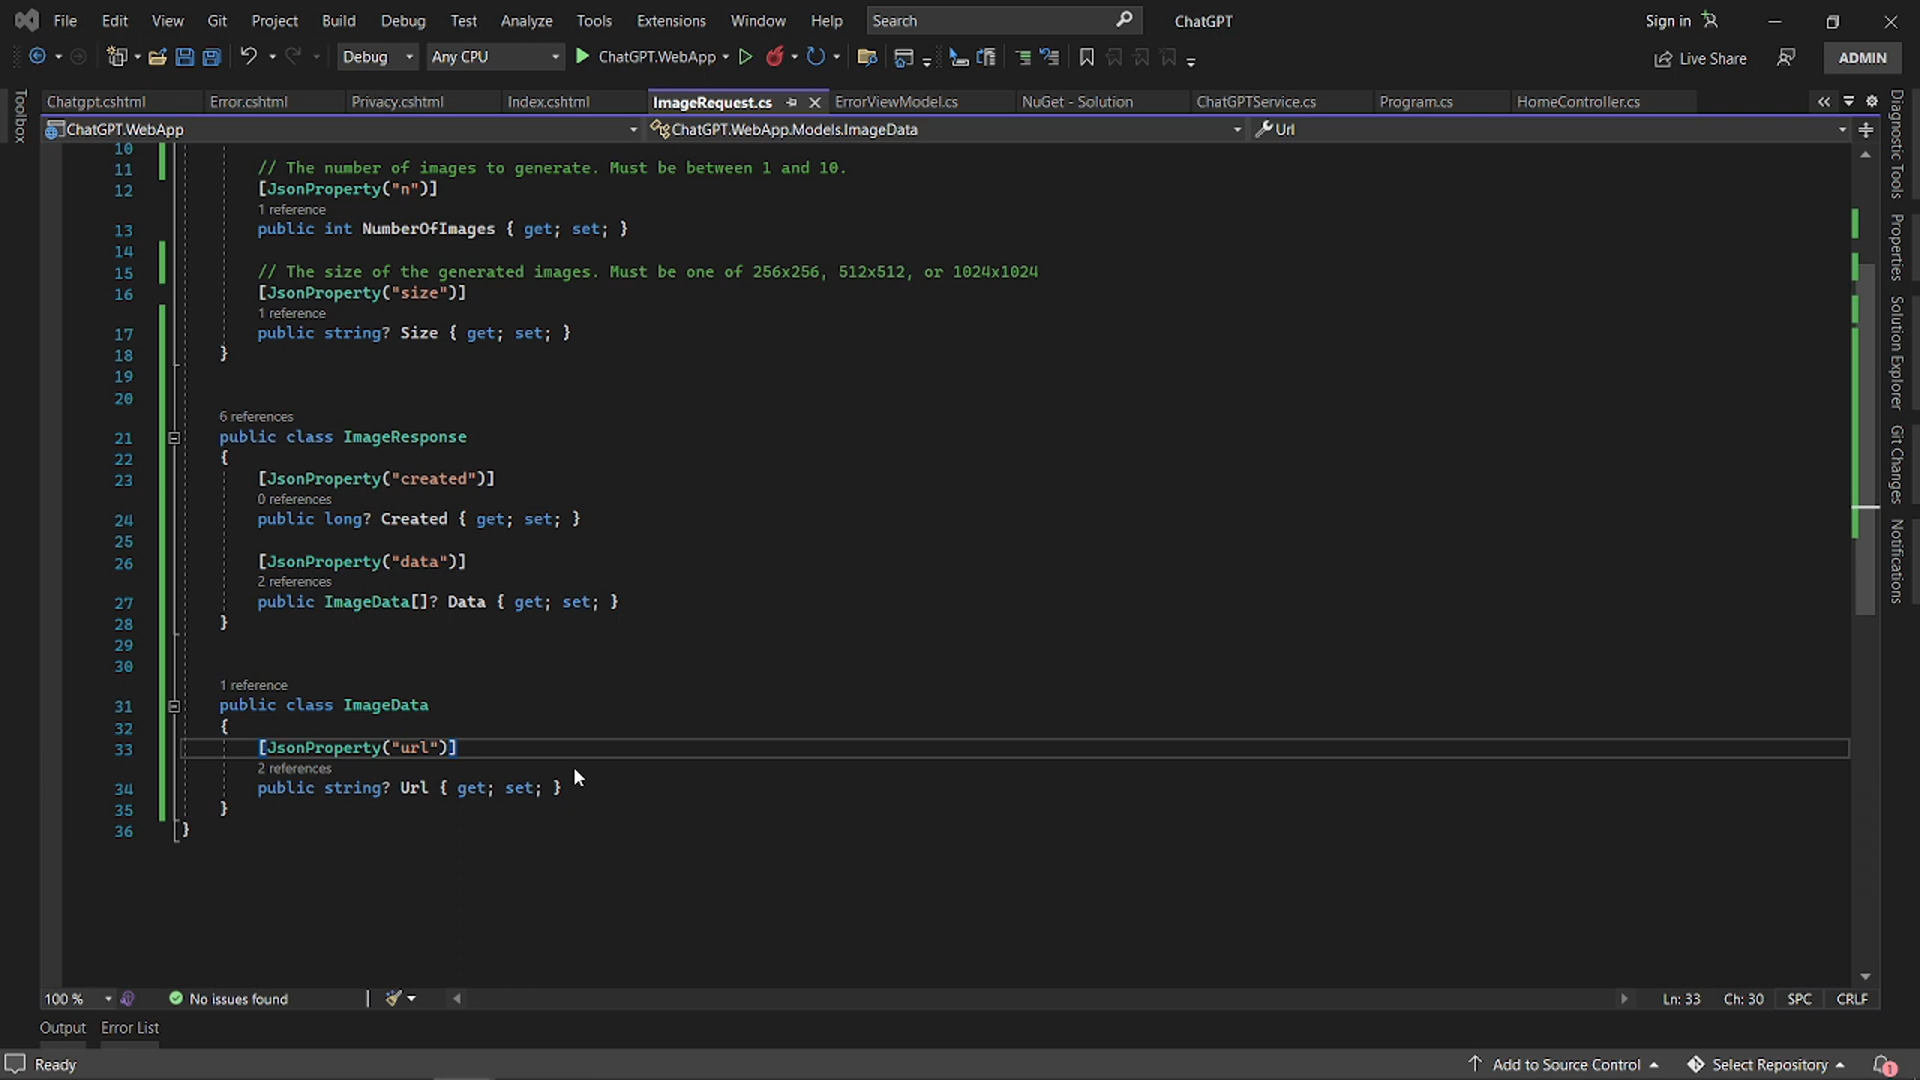 File Edit View Git Project Build Debug Test Analyze Tools Extensions Window Help Search ChatGPT Sign in
Debug Any CPU ChatGPT.WebApp Live Share ADMIN
Toolbox
Chatgpt.cshtml Error.cshtml Privacy.cshtml Index.cshtml ImageRequest.cs ErrorViewModel.cs NuGet - Solution ChatGPTService.cs Program.cs HomeController.cs
ChatGPT.WebApp ChatGPT.WebApp.Models.ImageData Url
10
11 // The number of images to generate. Must be between 1 and 10.
12 [JsonProperty("n")]
1 reference
13 public int NumberOfImages { get; set; }
14
15 // The size of the generated images. Must be one of 256x256, 512x512, or 1024x1024
16 [JsonProperty("size")]
1 reference
17 public string? Size { get; set; }
18 }
19
20
6 references
21 public class ImageResponse
22 {
23 [JsonProperty("created")]
0 references
24 public long? Created { get; set; }
25
26 [JsonProperty("data")]
2 references
27 public ImageData[]? Data { get; set; }
28 }
29
30
1 reference
31 public class ImageData
32 {
33 [JsonProperty("url")]
2 references
34 public string? Url { get; set; }
35 }
36 }
Diagnostic Tools
Properties
Solution Explorer
Git Changes
Notifications
100 % No issues found Ln: 33 Ch: 30 SPC CRLF
Output Error List
Ready Add to Source Control Select Repository 1